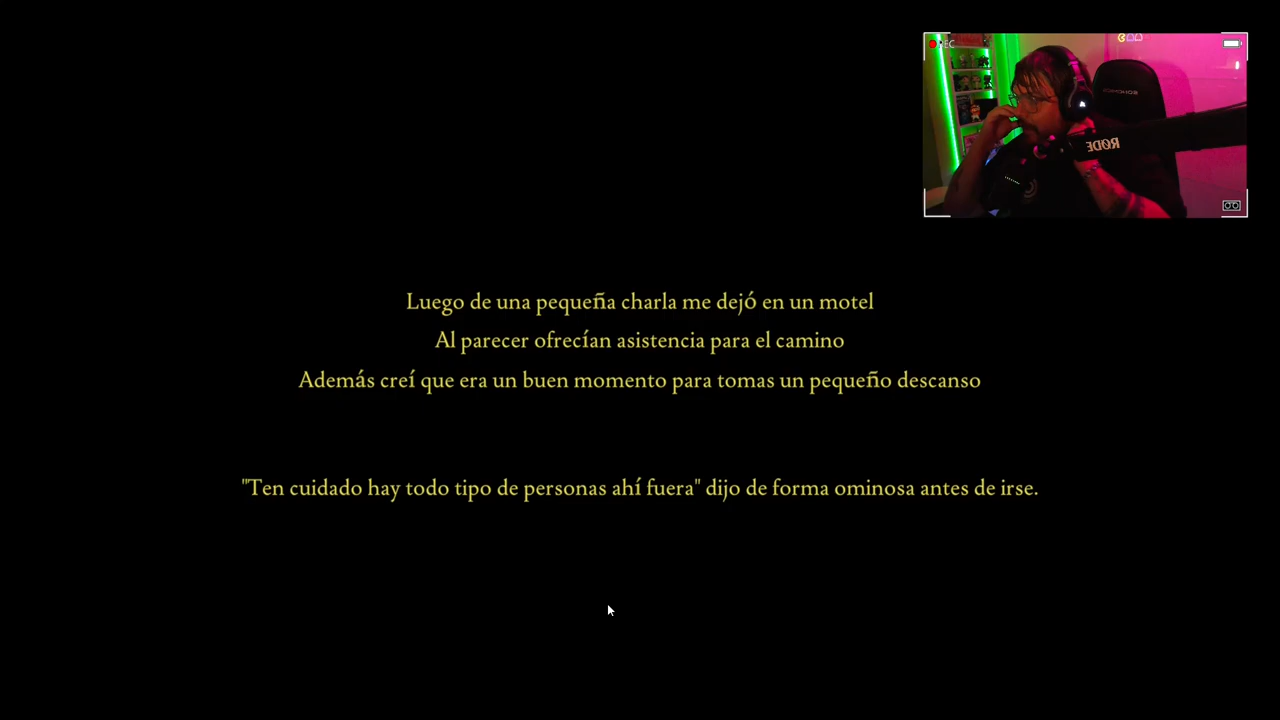 REC
RØDE
Luego de una pequeña charla me dejó en un motel
Al parecer ofrecían asistencia para el camino
Además creí que era un buen momento para tomas un pequeño descanso
"Ten cuidado hay todo tipo de personas ahí fuera" dijo de forma ominosa antes de irse.